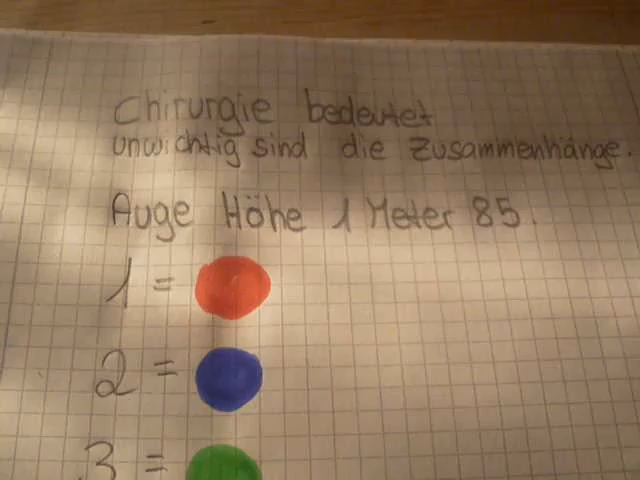 Chirurgie bedeutet
unwichtig sind die Zusammenhänge.
Auge Höhe 1 Meter 85.
1 =
2 =
3 =